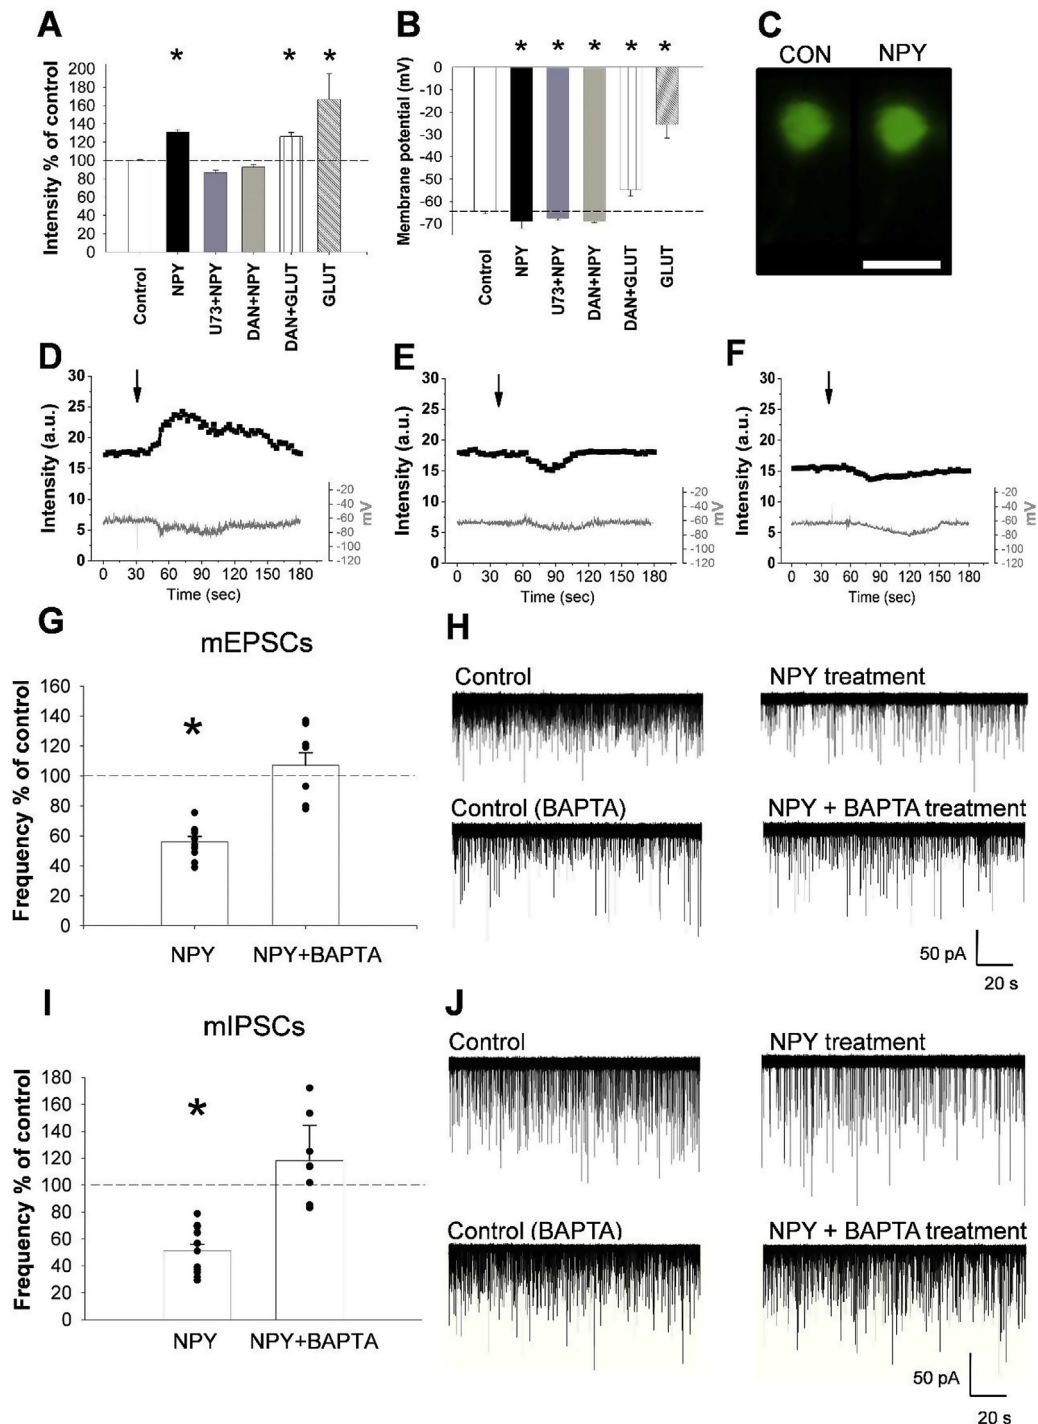 A
Intensity % of control
200
180
160
140
120
100
80
60
40
20
0
*
*
*
Control
NPY
U73+NPY
DAN+NPY
DAN+GLUT
GLUT
B
Membrane potential (mV)
0
-10
-20
-30
-40
-50
-60
-70
* * * * *
Control
NPY
U73+NPY
DAN+NPY
DAN+GLUT
GLUT
C
CON NPY
D
Intensity (a.u.)
30
25
20
15
10
5
0
-20
-40
-60
-80
-100
-120
mV
0 30 60 90 120 150 180
Time (sec)
E
Intensity (a.u.)
30
25
20
15
10
5
0
-20
-40
-60
-80
-100
-120
mV
0 30 60 90 120 150 180
Time (sec)
F
Intensity (a.u.)
30
25
20
15
10
5
0
-20
-40
-60
-80
-100
-120
mV
0 30 60 90 120 150 180
Time (sec)
G
mEPSCs
Frequency % of control
160
140
120
100
80
60
40
20
0
*
NPY NPY+BAPTA
H
Control
NPY treatment
Control (BAPTA)
NPY + BAPTA treatment
50 pA
20 s
I
mIPSCs
Frequency % of control
180
160
140
120
100
80
60
40
20
0
*
NPY NPY+BAPTA
J
Control
NPY treatment
Control (BAPTA)
NPY + BAPTA treatment
50 pA
20 s